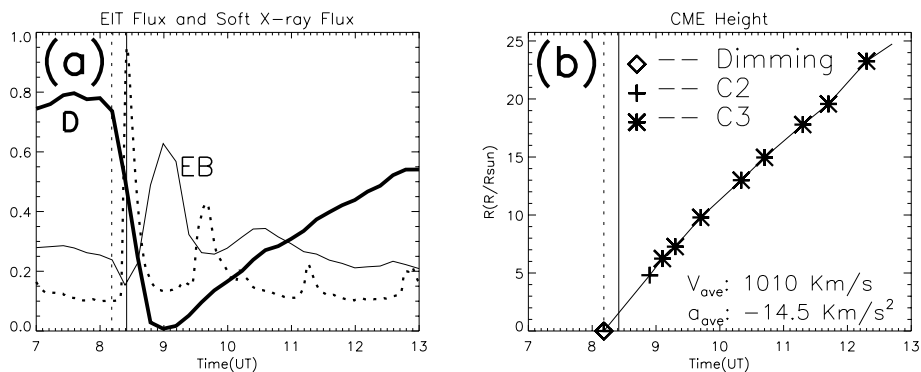 EIT Flux and Soft X-ray Flux
(a)
D
EB
1.0
0.8
0.6
0.4
0.2
0.0
7 8 9 10 11 12 13
Time(UT)
CME Height
(b)
◇ — — Dimming
+ — — C2
✳ — — C3
R(R/Rsun)
25
20
15
10
5
0
V_ave: 1010 Km/s
a_ave: −14.5 Km/s²
7 8 9 10 11 12 13
Time(UT)